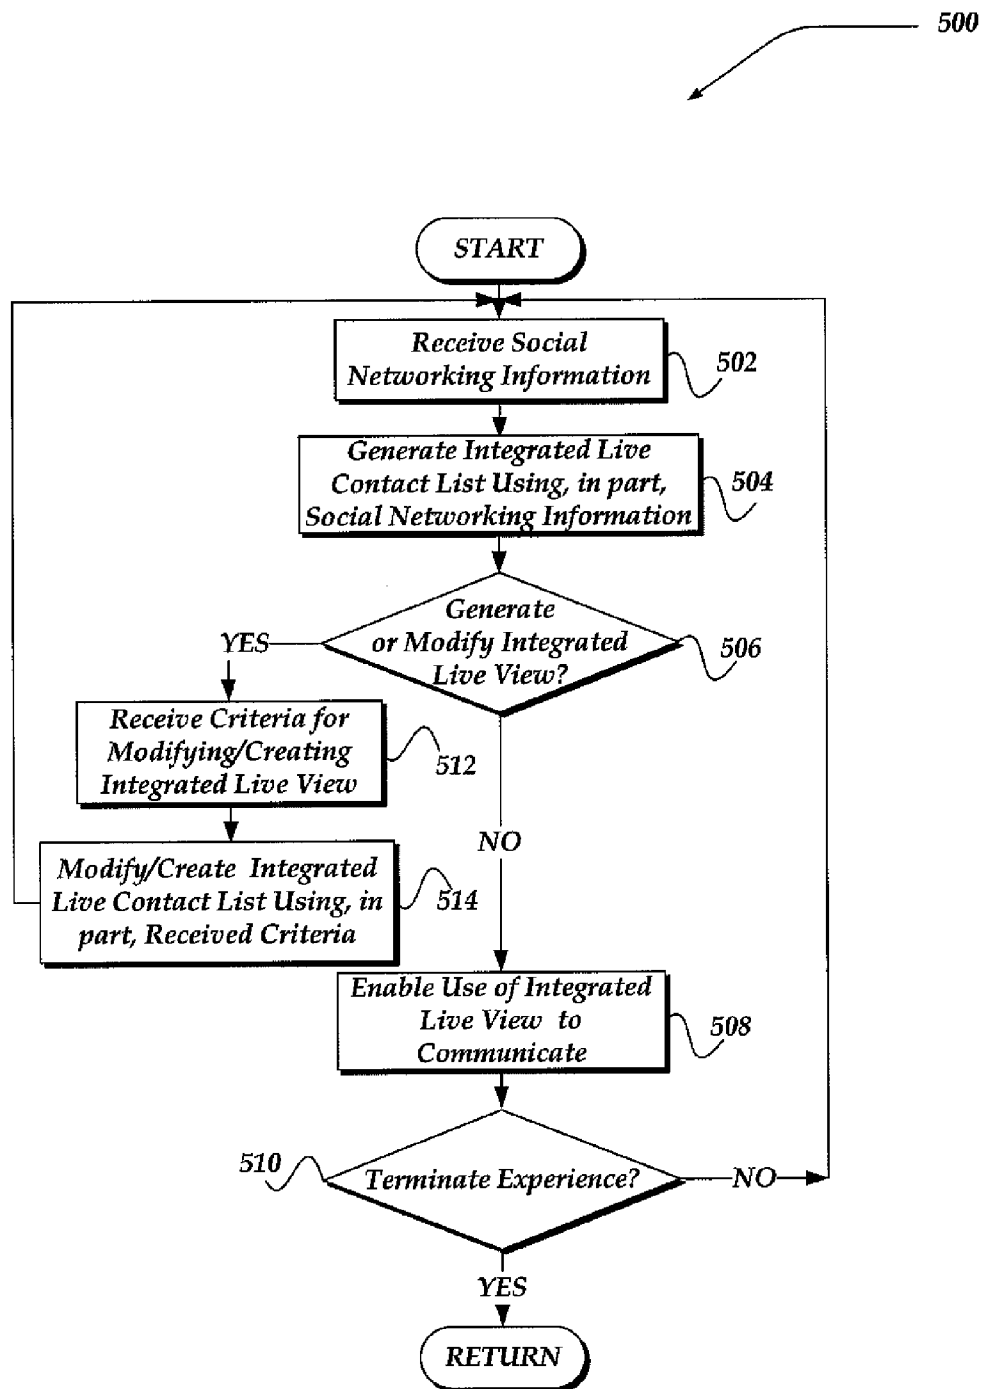 500
START
Receive Social
Networking Information
502
Generate Integrated Live
Contact List Using, in part,
Social Networking Information
504
Generate
or Modify Integrated
Live View?
506
YES
Receive Criteria for
Modifying/Creating
Integrated Live View
512
NO
Modify/Create Integrated
Live Contact List Using, in
part, Received Criteria
514
Enable Use of Integrated
Live View to
Communicate
508
510
Terminate Experience?
NO
YES
RETURN